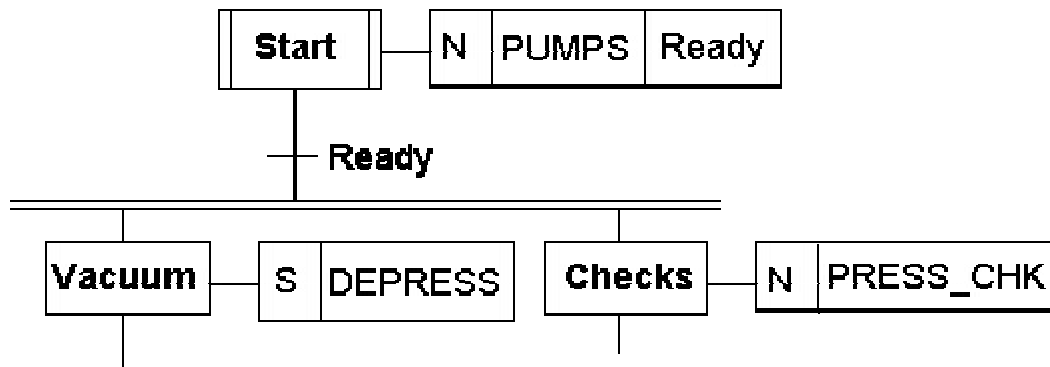 Start N PUMPS Ready
Ready
Vacuum S DEPRESS Checks N PRESS_CHK